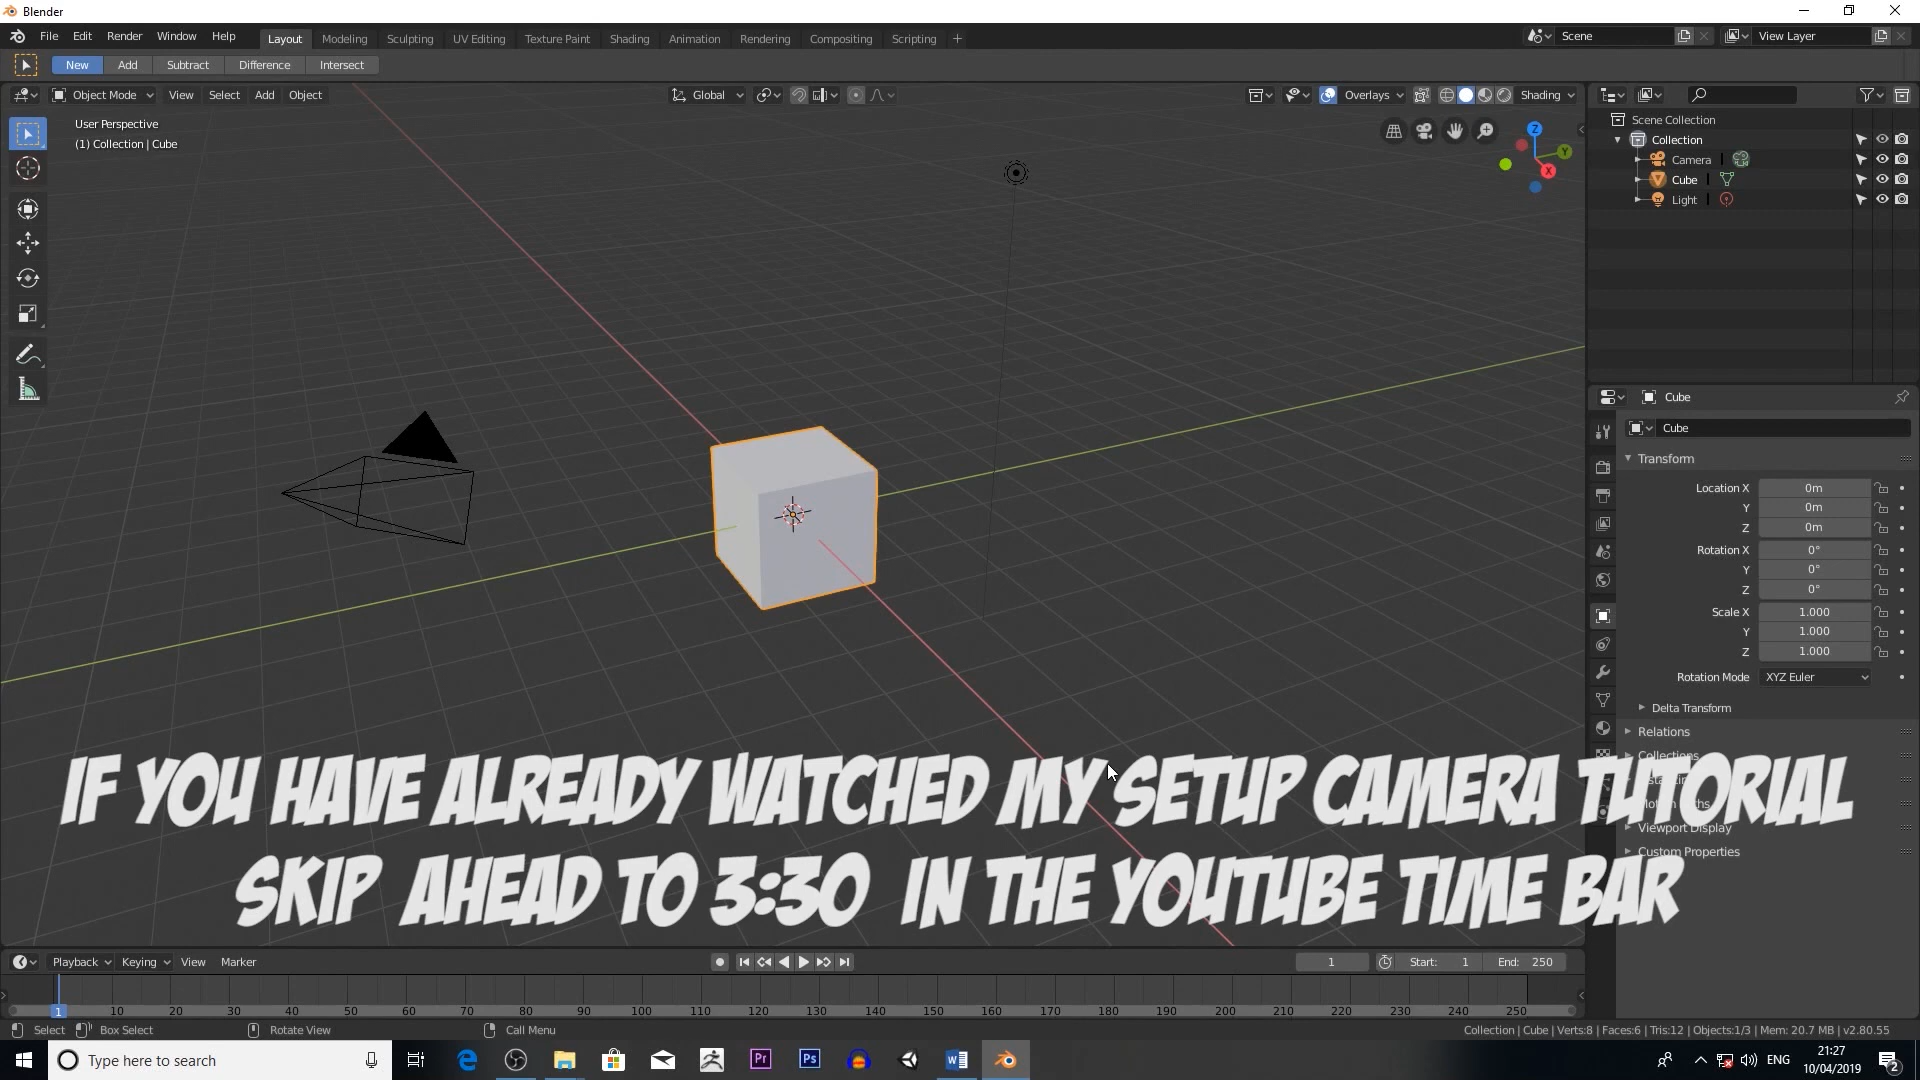 Blender
File Edit Render Window Help Layout Modeling Sculpting UV Editing Texture Paint Shading Animation Rendering Compositing Scripting + Scene View Layer
New Add Subtract Difference Intersect
Object Mode View Select Add Object Global Overlays Shading
User Perspective
(1) Collection | Cube
Z
Y
X
Scene Collection
Collection
Camera
Cube
Light
Cube
Cube
Transform
Location X 0m
Y 0m
Z 0m
Rotation X 0°
Y 0°
Z 0°
Scale X 1.000
Y 1.000
Z 1.000
Rotation Mode XYZ Euler
Delta Transform
Relations
Collections
Viewport Display
Custom Properties
IF YOU HAVE ALREADY WATCHED MY SETUP CAMERA TUTORIAL
SKIP AHEAD TO 3:30 IN THE YOUTUBE TIME BAR
Playback Keying View Marker 1 Start: 1 End: 250
1 10 20 30 40 50 60 70 80 90 100 110 120 130 140 150 160 170 180 190 200 210 220 230 240 250
Select Box Select Rotate View Call Menu Collection | Cube | Verts:8 | Faces:6 | Tris:12 | Objects:1/3 | Mem: 20.7 MB | v2.80.55
Type here to search Pr Ps ENG 21:27
10/04/2019 2